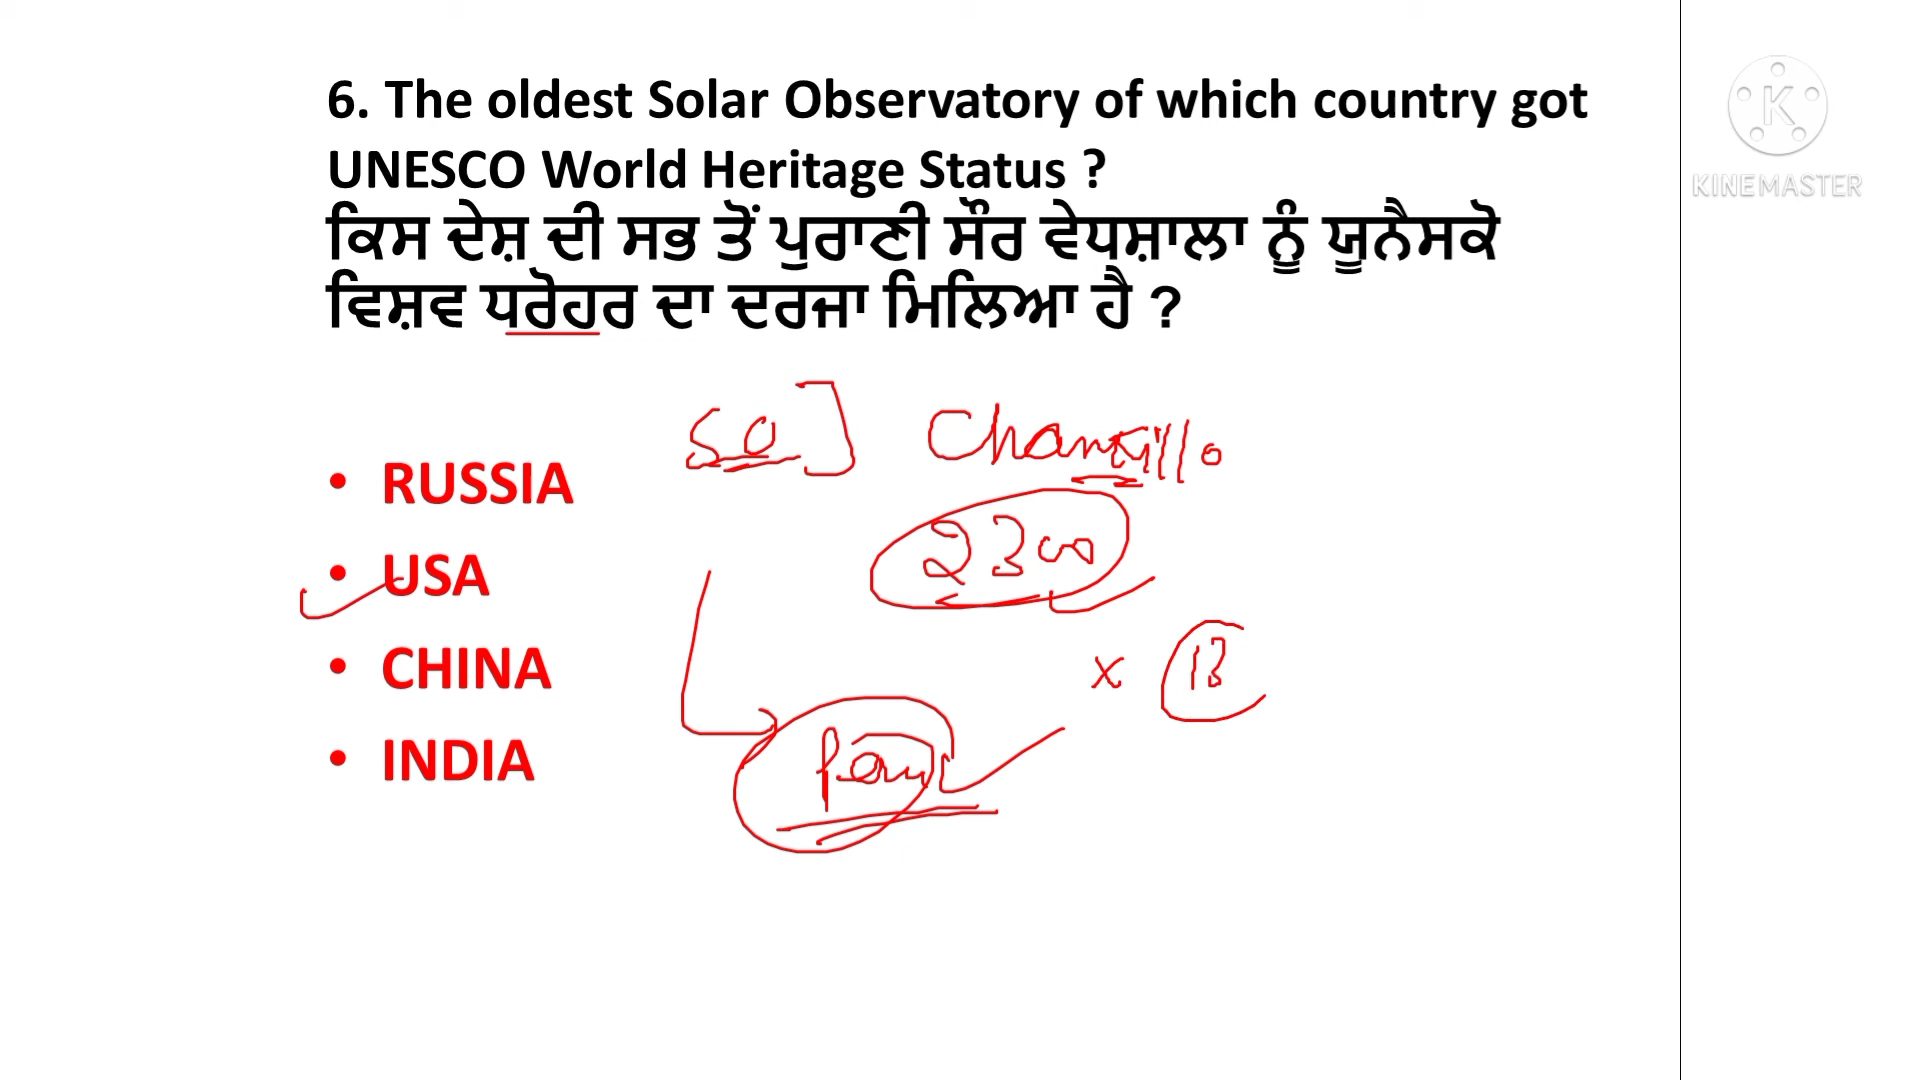 6. The oldest Solar Observatory of which country got
UNESCO World Heritage Status ?
ਕਿਸ ਦੇਸ਼ ਦੀ ਸਭ ਤੋਂ ਪੁਰਾਣੀ ਸੌਰ ਵੇਧਸ਼ਾਲਾ ਨੂੰ ਯੂਨੈਸਕੋ
ਵਿਸ਼ਵ ਧਰੋਹਰ ਦਾ ਦਰਜਾ ਮਿਲਿਆ ਹੈ ?
SO] Chankillo
• RUSSIA
2300
• USA
• CHINA
x 13
• INDIA
KINEMASTER